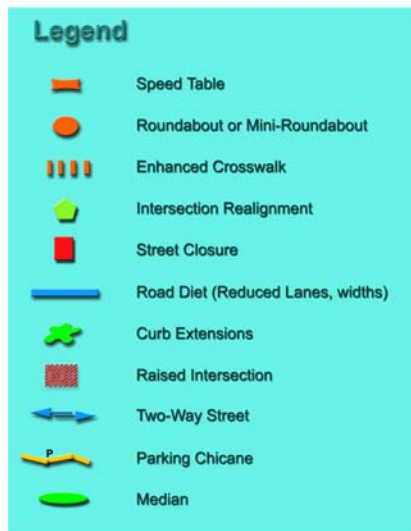 Legend
Speed Table
Roundabout or Mini-Roundabout
Enhanced Crosswalk
Intersection Realignment
Street Closure
Road Diet (Reduced Lanes, widths)
Curb Extensions
Raised Intersection
Two-Way Street
P
Parking Chicane
Median